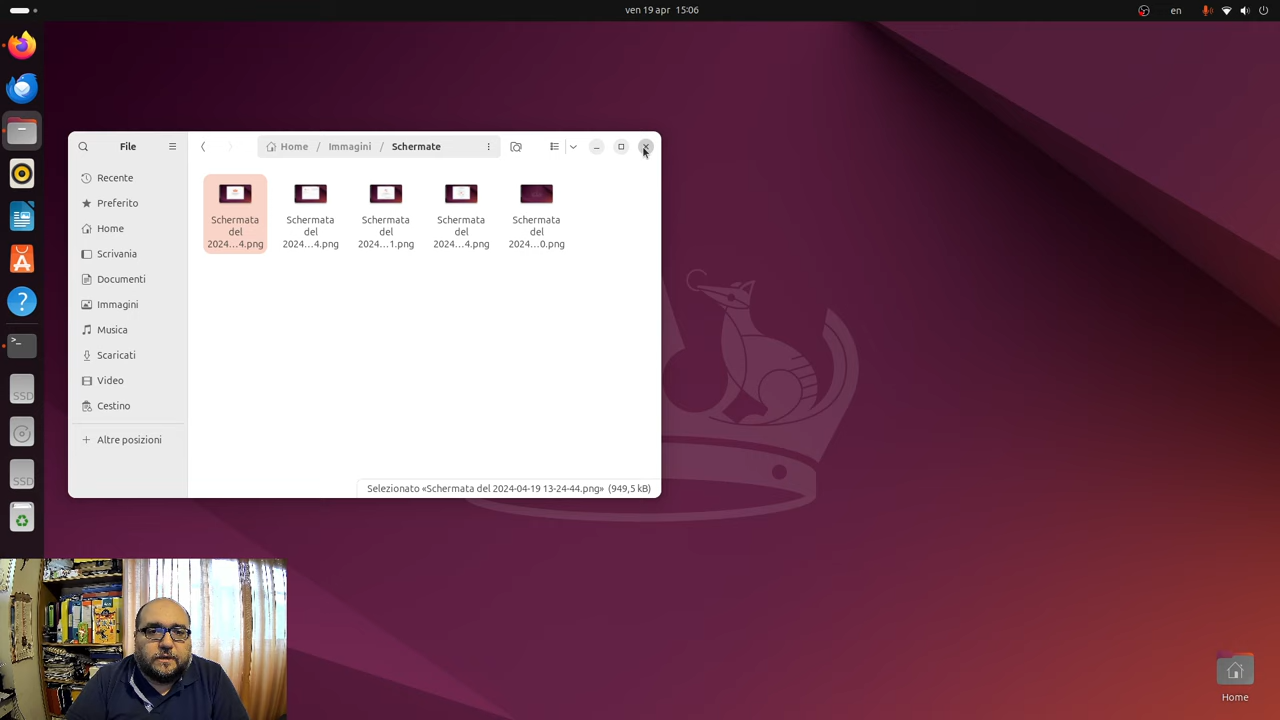 ven 19 apr 15:06
en
File
Home / Immagini / Schermate
Recente
Preferito
Home
Scrivania
Documenti
Immagini
Musica
Scaricati
Video
Cestino
Altre posizioni
Schermata
del
2024…4.png
Schermata
del
2024…4.png
Schermata
del
2024…1.png
Schermata
del
2024…4.png
Schermata
del
2024…0.png
Selezionato «Schermata del 2024-04-19 13-24-44.png» (949,5 kB)
SSD
SSD
Home